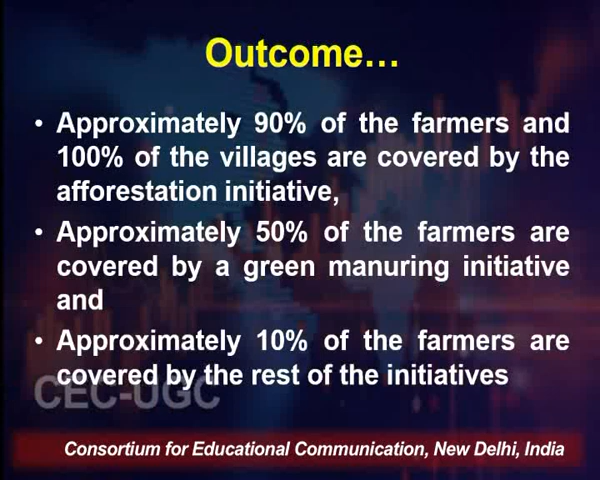 Outcome…
• Approximately 90% of the farmers and
100% of the villages are covered by the
afforestation initiative,
• Approximately 50% of the farmers are
covered by a green manuring initiative
and
• Approximately 10% of the farmers are
covered by the rest of the initiatives
CEC-UGC
Consortium for Educational Communication, New Delhi, India